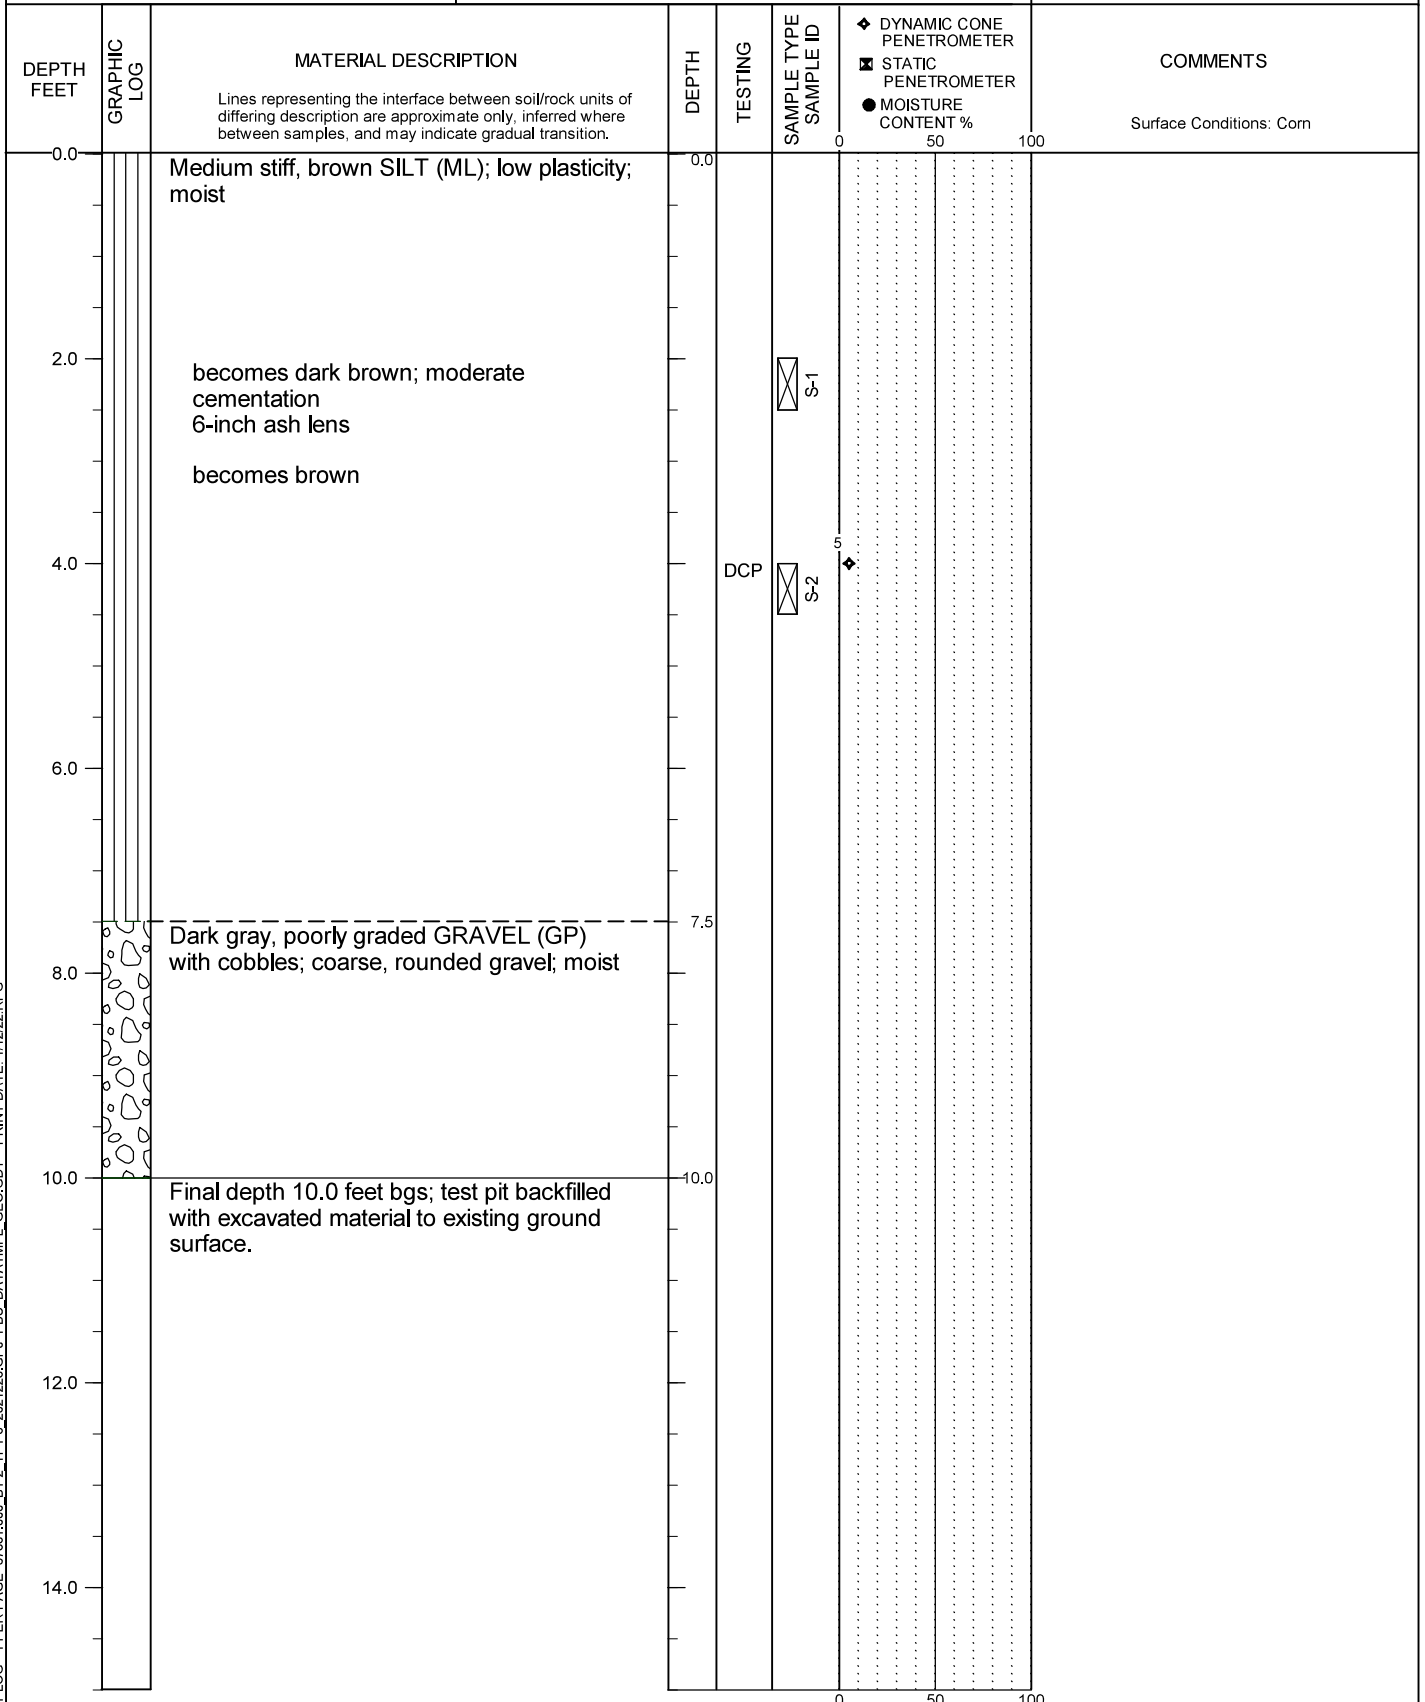 DEPTH
FEET
GRAPHIC
LOG
MATERIAL DESCRIPTION
Lines representing the interface between soil/rock units of
differing description are approximate only, inferred where
between samples, and may indicate gradual transition.
DEPTH
TESTING
SAMPLE TYPE
SAMPLE ID
DYNAMIC CONE
PENETROMETER
STATIC
PENETROMETER
MOISTURE
CONTENT %
0 50 100
COMMENTS
Surface Conditions: Corn
0.0
Medium stiff, brown SILT (ML); low plasticity;
moist
0.0
2.0
becomes dark brown; moderate
cementation
6-inch ash lens
becomes brown
S-1
5
4.0
DCP
S-2
6.0
7.5
Dark gray, poorly graded GRAVEL (GP)
with cobbles; coarse, rounded gravel; moist
8.0
10.0
10.0
Final depth 10.0 feet bgs; test pit backfilled
with excavated material to existing ground
surface.
12.0
14.0
0 50 100